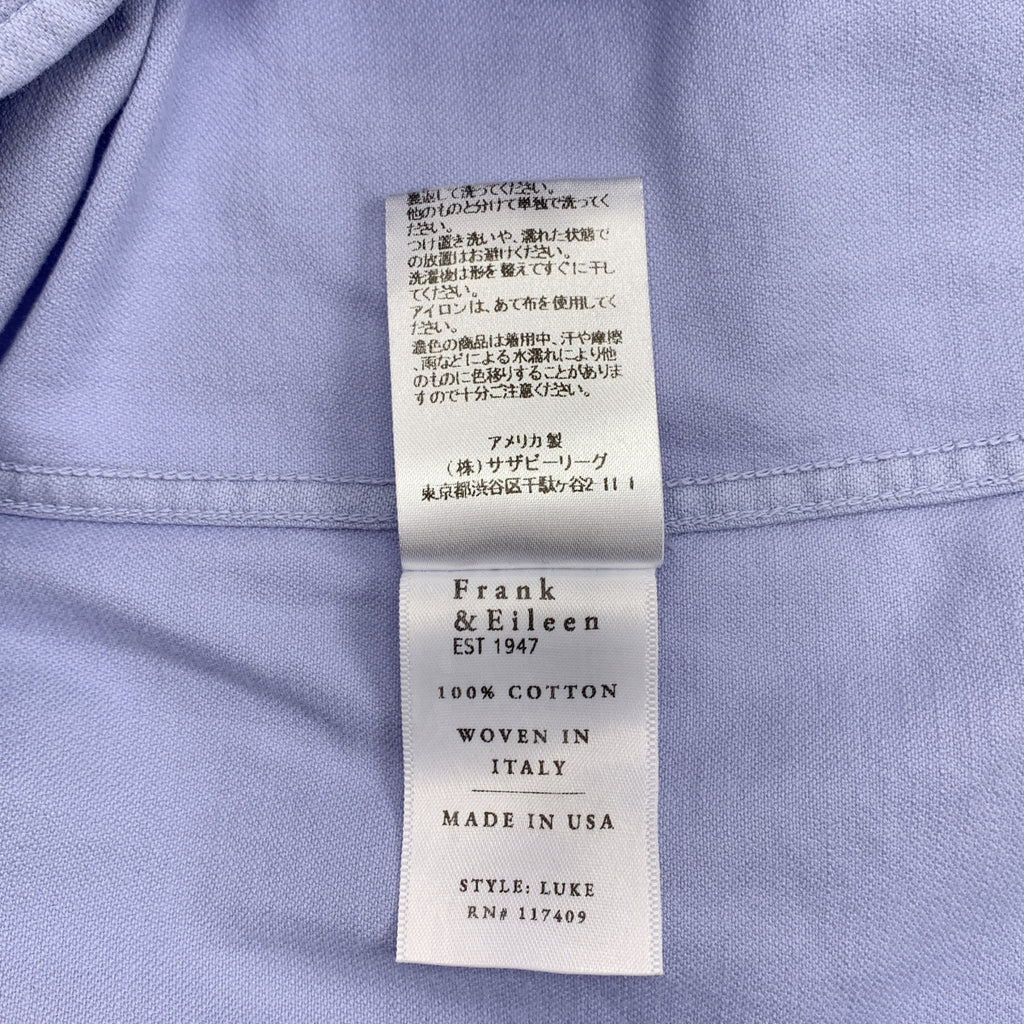 裏返して洗ってください。
他のものと分けて単独で洗ってく
ださい。
つけ置き洗いや、濡れた状態で
の放置はお避けください。
洗濯後は形を整えてすぐに干し
てください。
アイロンは、あて布を使用してく
ださい。
濃色の商品は着用中、汗や摩擦
、雨などによる水濡れにより他
のものに色移りすることがありま
すので十分ご注意ください。
アメリカ製
(株)サザビーリーグ
東京都渋谷区千駄ヶ谷2 11 1
Frank
& Eileen
EST 1947
100% COTTON
WOVEN IN
ITALY
MADE IN USA
STYLE: LUKE
RN# 117409